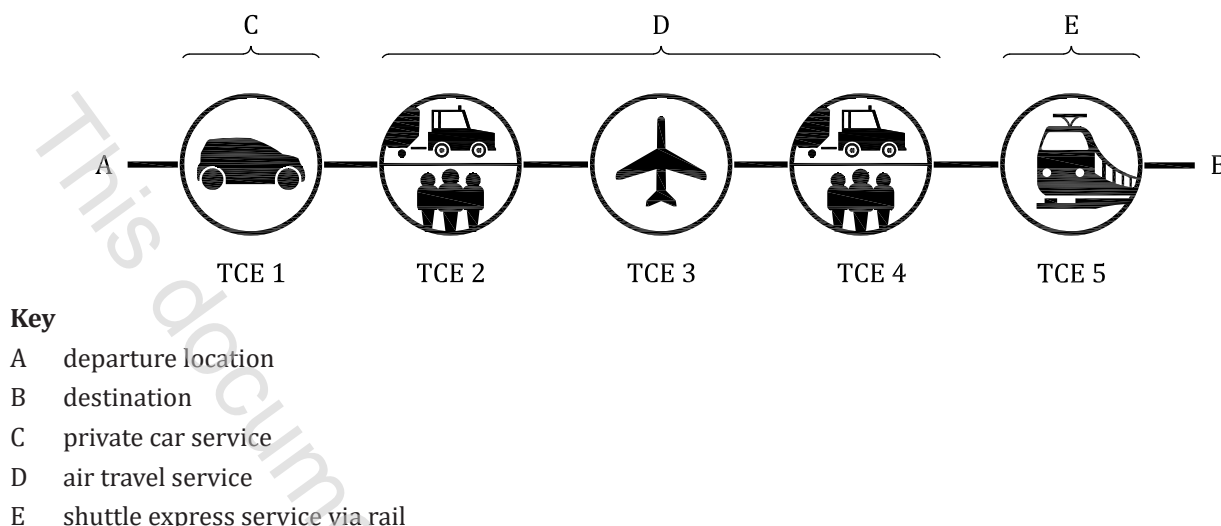 C D E
A B
TCE 1 TCE 2 TCE 3 TCE 4 TCE 5
Key
A departure location
B destination
C private car service
D air travel service
E shuttle express service via rail
This docum